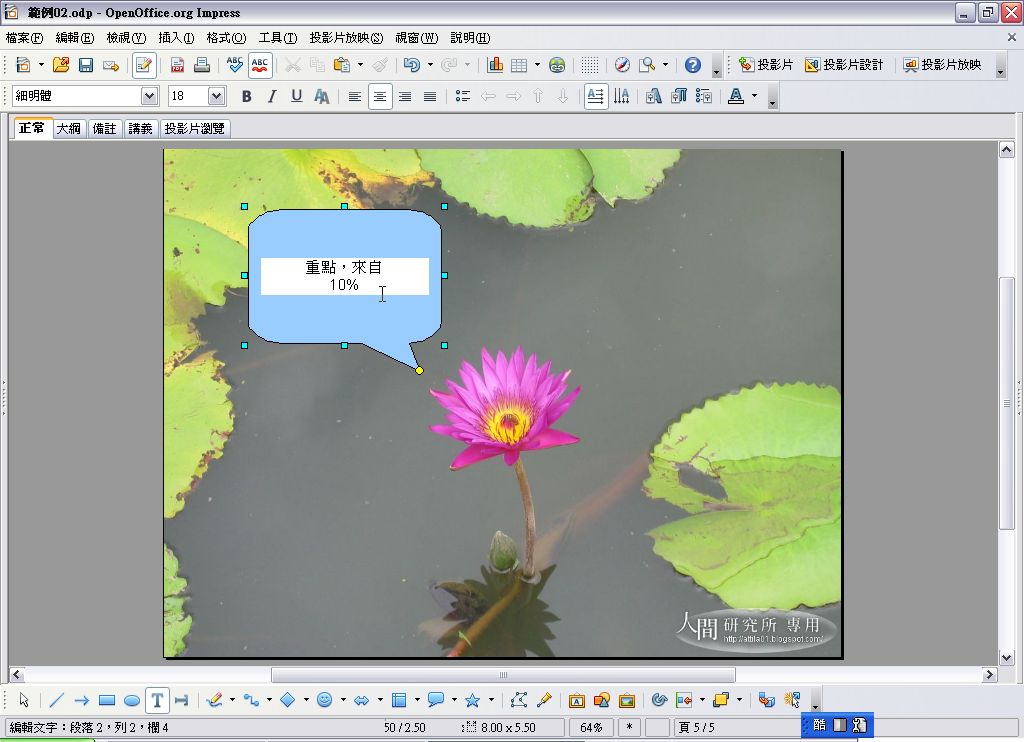 範例02.odp - OpenOffice.org Impress
檔案(F) 編輯(E) 檢視(V) 插入(I) 格式(O) 工具(T) 投影片放映(S) 視窗(W) 說明(H)
ABC ABC 投影片 投影片設計 投影片放映
細明體 18 B I U
正常 大綱 備註 講義 投影片瀏覽
重點，來自
10%
人間 研究所 專用
http://attila01.blogspot.com/
編輯文字：段落 2，列 2，欄 4 50 / 2.50 8.00 x 5.50 64% * 頁 5 / 5
酷